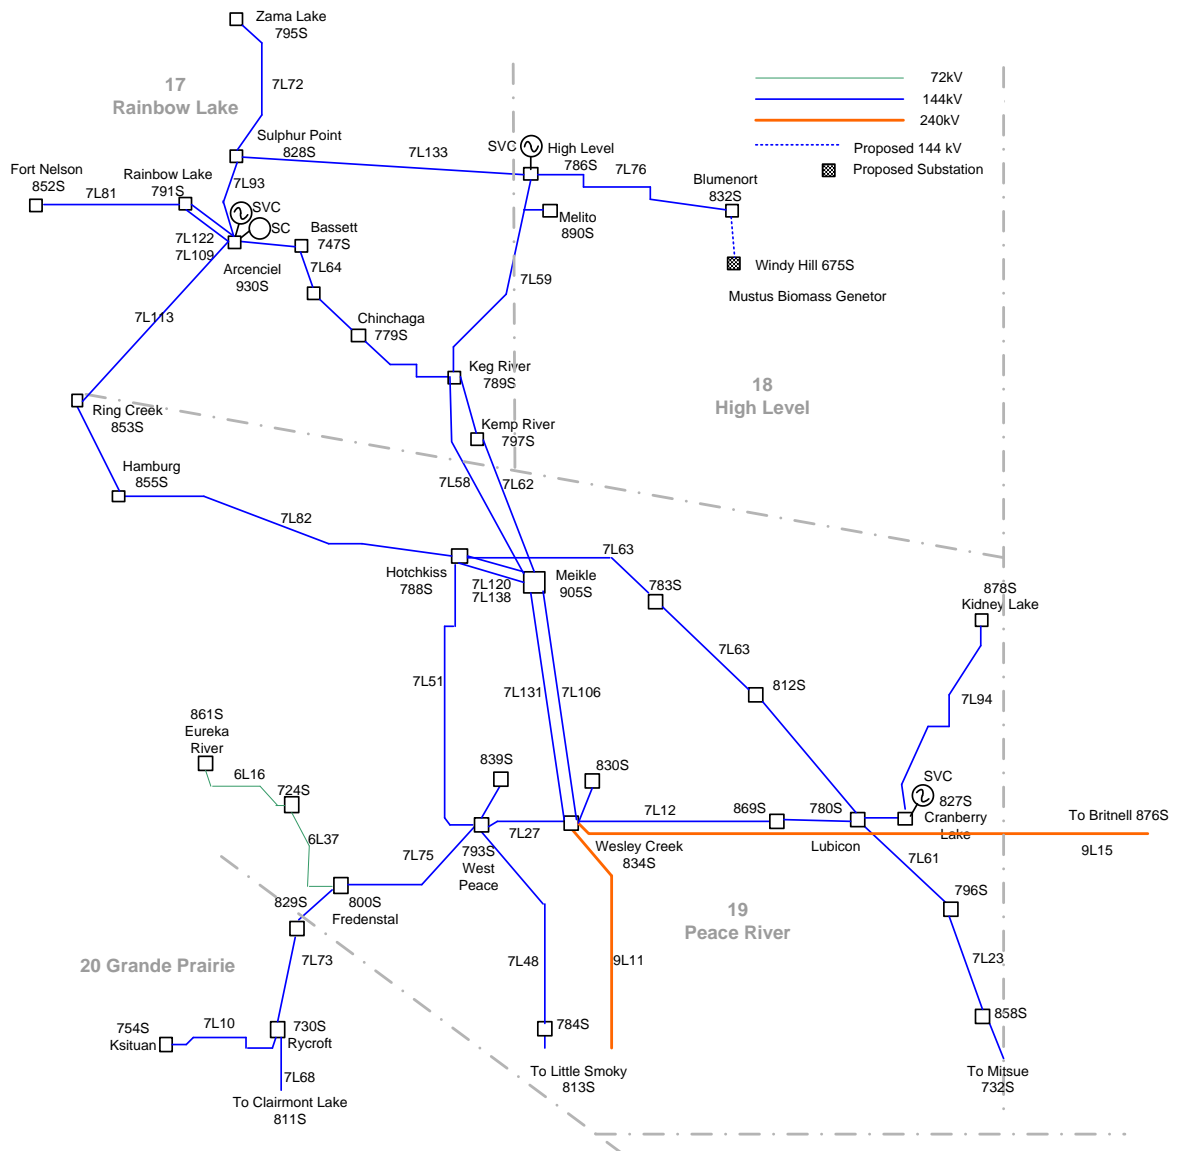 Zama Lake
795S
17
Rainbow Lake
7L72
72kV
144kV
240kV
Proposed 144 kV
Proposed Substation
Sulphur Point
828S
7L133
SVC
High Level
786S
7L76
Fort Nelson
852S
7L81
Rainbow Lake
791S
7L93
Blumenort
832S
SVC
SC
7L122
7L109
Bassett
747S
Melito
890S
Arcenciel
930S
7L64
7L59
Windy Hill 675S
Mustus Biomass Genetor
7L113
Chinchaga
779S
Keg River
789S
18
High Level
Ring Creek
853S
Kemp River
797S
Hamburg
855S
7L58
7L62
7L82
7L63
Hotchkiss
788S
7L120
7L138
Meikle
905S
783S
878S
Kidney Lake
7L63
7L51
7L131
7L106
812S
7L94
861S
Eureka
River
6L16
724S
839S
830S
SVC
827S
Cranberry
Lake
7L12
869S
780S
To Britnell 876S
6L37
7L27
793S
West
Peace
Wesley Creek
834S
Lubicon
9L15
7L75
7L61
829S
800S
Fredenstal
796S
19
Peace River
20 Grande Prairie
7L73
7L48
9L11
7L23
754S
Ksituan
7L10
730S
Rycroft
784S
858S
7L68
To Little Smoky
813S
To Mitsue
732S
To Clairmont Lake
811S